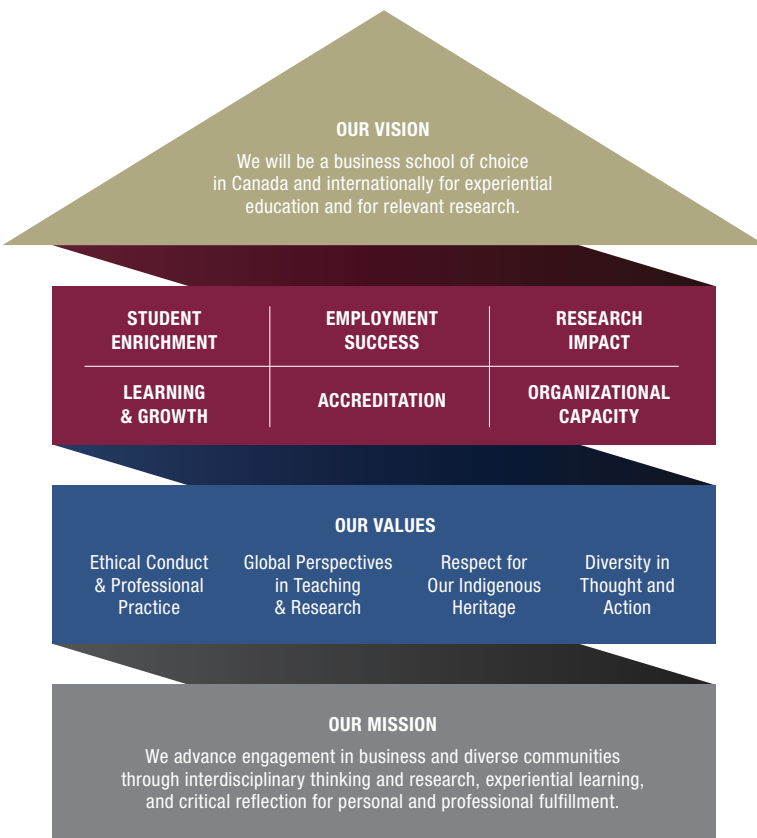 OUR VISION
We will be a business school of choice
in Canada and internationally for experiential
education and for relevant research.
STUDENT
ENRICHMENT
EMPLOYMENT
SUCCESS
RESEARCH
IMPACT
LEARNING
& GROWTH
ACCREDITATION
ORGANIZATIONAL
CAPACITY
OUR VALUES
Ethical Conduct
& Professional
Practice
Global Perspectives
in Teaching
& Research
Respect for
Our Indigenous
Heritage
Diversity in
Thought and
Action
OUR MISSION
We advance engagement in business and diverse communities
through interdisciplinary thinking and research, experiential learning,
and critical reflection for personal and professional fulfillment.